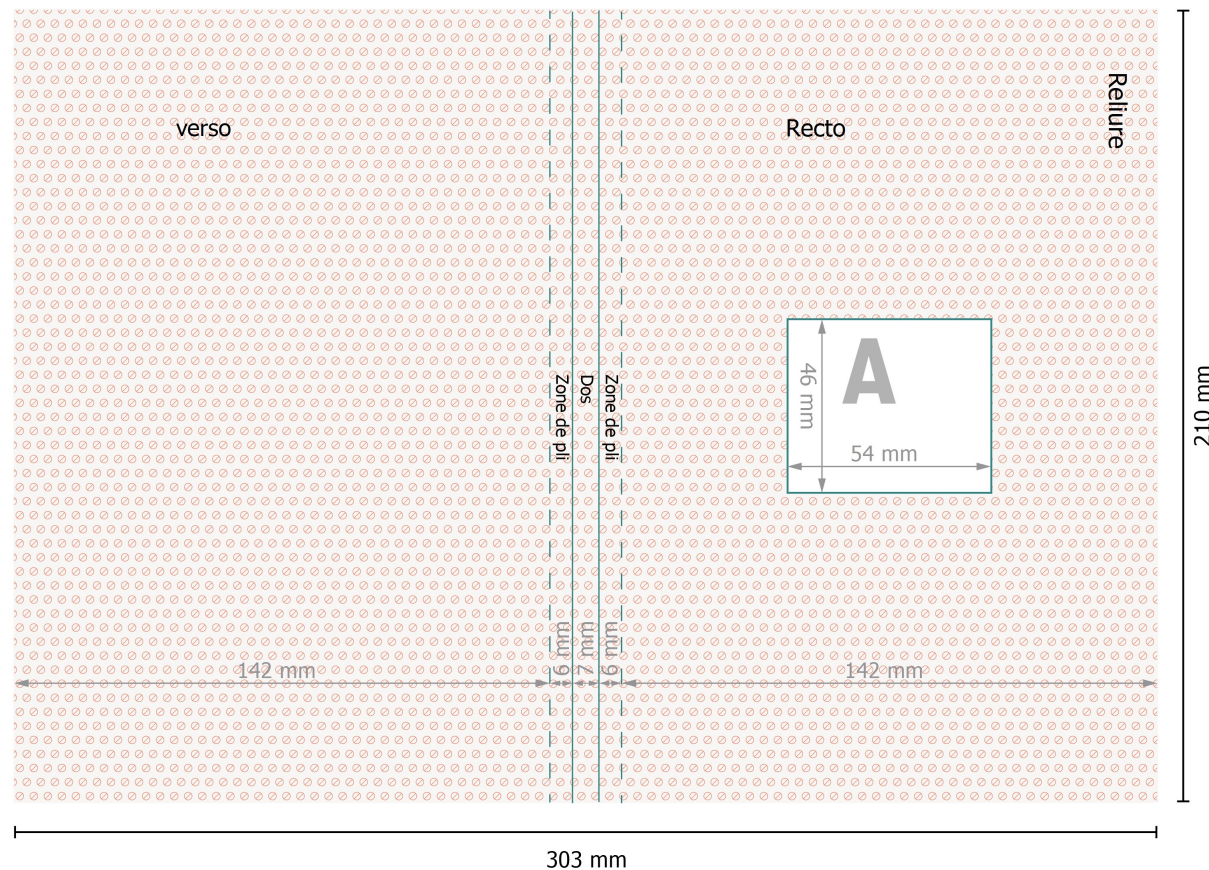 verso
Recto
Reliure
Zone de pli
Dos
Zone de pli
A
46 mm
54 mm
142 mm
6 mm
7 mm
6 mm
142 mm
210 mm
303 mm